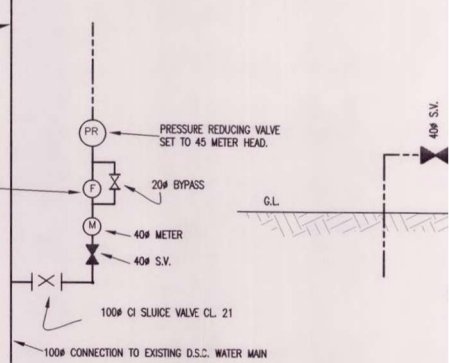 PR
PRESSURE REDUCING VALVE
SET TO 45 METER HEAD.
F
20ø BYPASS
M
40ø METER
40ø S.V.
100ø CI SLUICE VALVE CL. 21
100ø CONNECTION TO EXISTING D.S.C. WATER MAIN
G.L.
40ø S.V.